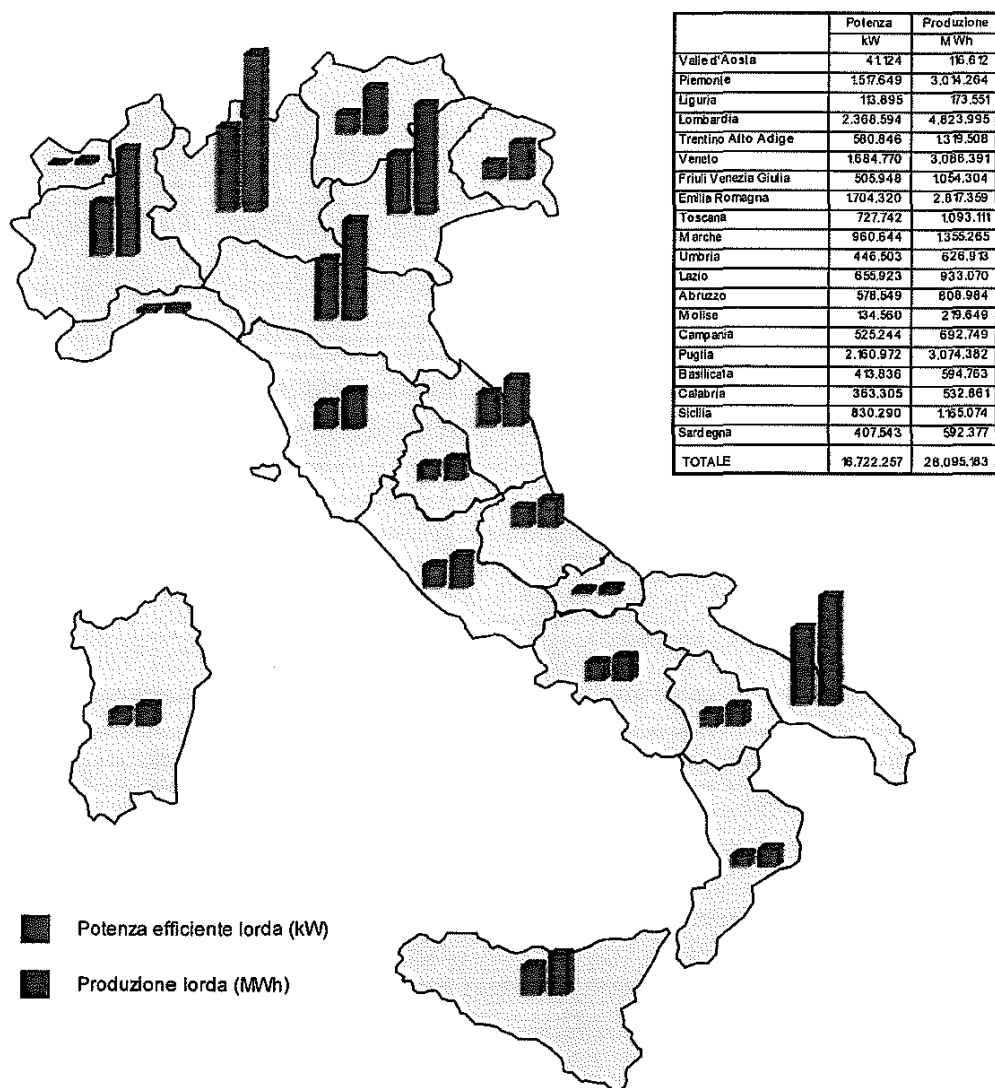 Potenza Produzione
kW MWh
Valle d'Aosta 41.124 116.612
Piemonte 1.517.649 3.014.264
Liguria 113.895 173.551
Lombardia 2.368.594 4.823.995
Trentino Alto Adige 580.846 1.319.508
Veneto 1.684.770 3.086.391
Friuli Venezia Giulia 505.948 1.054.304
Emilia Romagna 1.704.320 2.817.359
Toscana 727.742 1.093.111
Marche 960.644 1.355.265
Umbria 446.503 626.913
Lazio 655.923 933.070
Abruzzo 578.549 808.984
Molise 134.560 219.649
Campania 525.244 692.749
Puglia 2.160.972 3.074.382
Basilicata 413.836 594.763
Calabria 363.305 532.861
Sicilia 830.290 1.165.074
Sardegna 407.543 592.377
TOTALE 16.722.257 28.095.183
Potenza efficiente lorda (kW)
Produzione lorda (MWh)